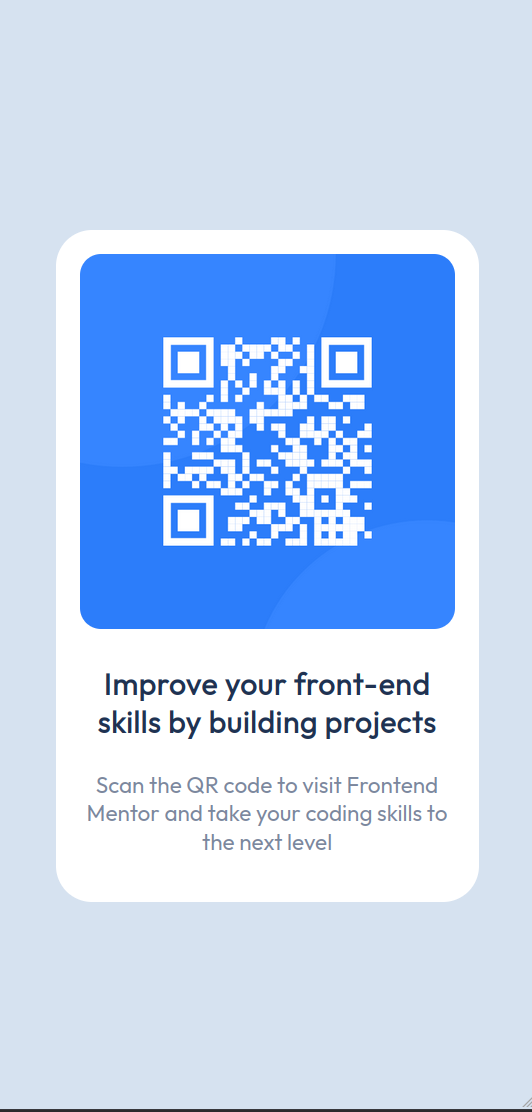 Improve your front-end
skills by building projects
Scan the QR code to visit Frontend
Mentor and take your coding skills to
the next level